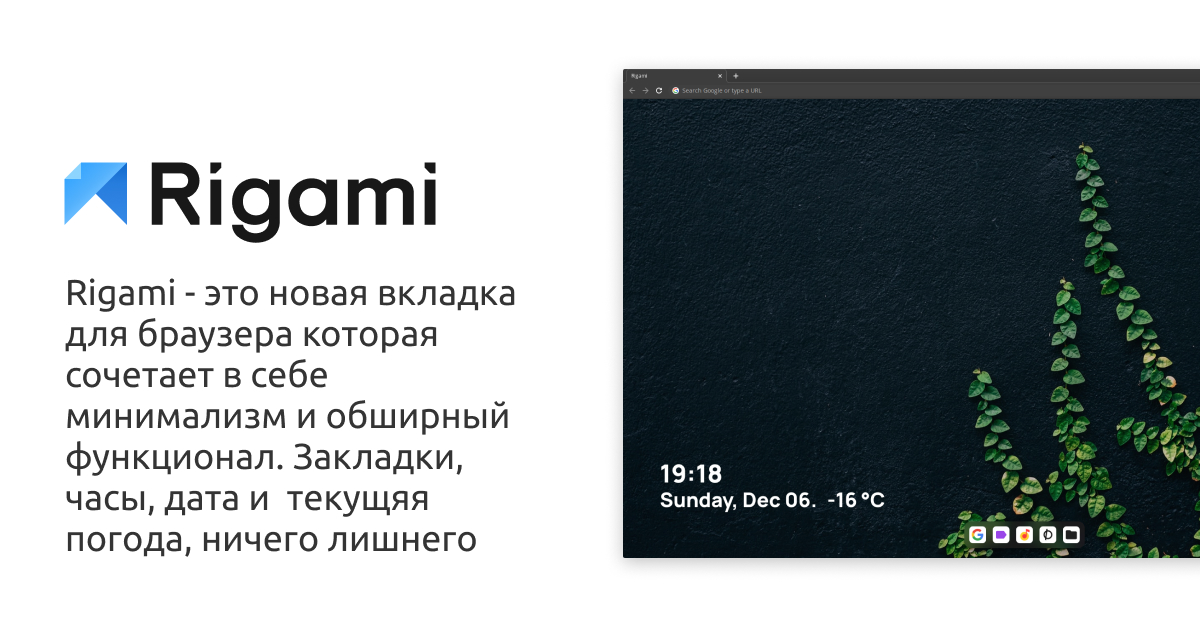 Rigami
Rigami - это новая вкладка
для браузера которая
сочетает в себе
минимализм и обширный
функционал. Закладки,
часы, дата и  текущяя
погода, ничего лишнего
Rigami
Search Google or type a URL
19:18
Sunday, Dec 06.  -16 °C